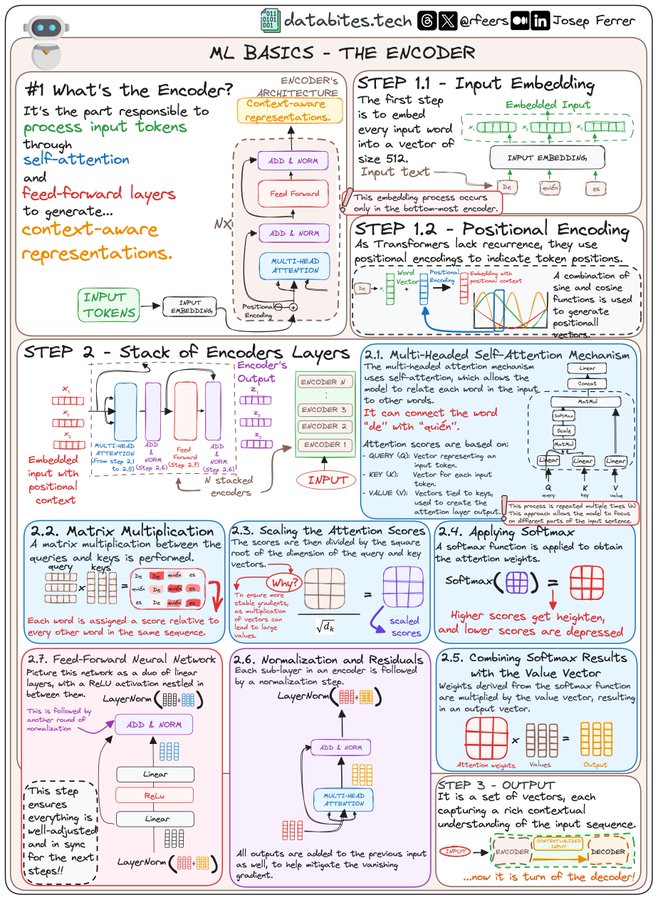 databites.tech @rfeers Josep Ferrer
ML BASICS - THE ENCODER
#1 What's the Encoder?
It's the part responsible to
process input tokens
through
self-attention
and
feed-forward layers
to generate...
context-aware
representations.
ENCODER's
ARCHITECTURE
Context-aware
representations.
ADD & NORM
Feed Forward
NX
ADD & NORM
MULTI-HEAD
ATTENTION
Positional
Encoding
INPUT
TOKENS
INPUT
EMBEDDING
STEP 1.1 - Input Embedding
The first step
is to embed
every input word
into a vector of
size 512.
Embedded Input
x₁ x₂ x₃
INPUT EMBEDDING
Input text
De quién es
This embedding process occurs
only in the bottom-most encoder.
STEP 1.2 - Positional Encoding
As Transformers lack recurrence, they use
positional encodings to indicate token positions.
De
Word
Vector
Positional
Encoding
Embedding with
positional context
A combination of
sine and cosine
functions is used
to generate
positionall
vectors.
STEP 2 - Stack of Encoders Layers
x₁
x₂
x₃
Embedded
input with
positional
context
MULTI-HEAD
ATTENTION
(From step 2.1
to 2.5)
ADD
&
NORM
(Step 2.6)
Feed
Forward
(Step 2.7)
ADD
&
NORM
(Step 2.6)
Encoder's
Output
z₁
z₂
z₃
N stacked
encoders
ENCODER N
ENCODER 3
ENCODER 2
ENCODER 1
INPUT
2.1. Multi-Headed Self-Attention Mechanism
The multi-headed attention mechanism
uses self-attention, which allows the
model to relate each word in the input
to other words.
It can connect the word
"de" with "quién".
Attention scores are based on:
- QUERY (Q): Vector representing an
input token.
- KEY (K): Vector for each input
token.
- VALUE (V): Vectors tied to keys,
used to create the
attention layer output.
Linear
Concat
MatMul
SoftMax
Scale
MatMul
Linear Linear Linear
Q K V
query key value
This process is repeated multiple times
This approach allows the model to focus
on different parts of the input sentence.
2.2. Matrix Multiplication
A matrix multiplication between the
queries and keys is performed.
query keys
x =
De De quién es
De quién es
De quién es
Each word is assigned a score relative to
every other word in the same sequence.
2.3. Scaling the Attention Scores
The scores are then divided by the square
root of the dimension of the query and key
vectors.
Why?
To ensure more
stable gradients,
as multiplication
of vectors can
lead to large
values.
√dₖ
=
scaled
scores
2.4. Applying Softmax
A softmax function is applied to obtain
the attention weights.
Softmax( ) =
Higher scores get heighten,
and lower scores are depressed
2.7. Feed-Forward Neural Network
Picture this network as a duo of linear
layers, with a ReLU activation nestled in
between them.
LayerNorm( + )
This is followed by
another round of
normalization
ADD & NORM
Linear
ReLu
Linear
LayerNorm( + )
This step
ensures
everything is
well-adjusted
and in sync
for the next
steps!!
2.6. Normalization and Residuals
Each sub-layer in an encoder is followed
by a normalization step.
LayerNorm( + )
ADD & NORM
MULTI-HEAD
ATTENTION
All outputs are added to the previous input
as well, to help mitigate the vanishing
gradient.
2.5. Combining Softmax Results
with the Value Vector
Weights derived from the softmax function
are multiplied by the value vector, resulting
in an output vector.
x =
Attention weights Values Output
STEP 3 - OUTPUT
It is a set of vectors, each
capturing a rich contextual
understanding of the input sequence.
INPUT
ENCODER
CONTEXTUALIZED
INPUT
DECODER
...now it is turn of the decoder!